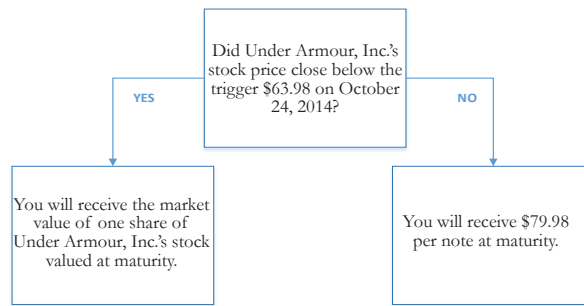 Did Under Armour, Inc.'s
stock price close below the
trigger $63.98 on October
24, 2014?
YES
NO
You will receive the market
value of one share of
Under Armour, Inc.'s stock
valued at maturity.
You will receive $79.98
per note at maturity.